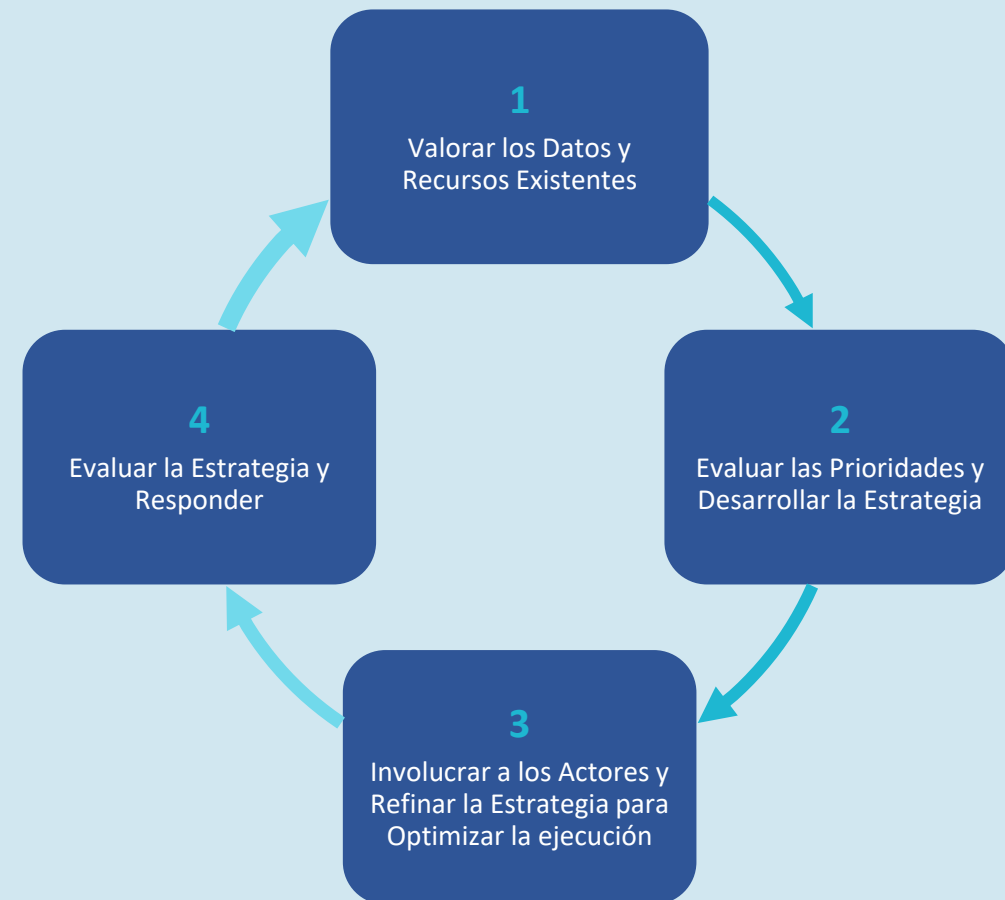 1
Valorar los Datos y
Recursos Existentes
2
Evaluar las Prioridades y
Desarrollar la Estrategia
3
Involucrar a los Actores y
Refinar la Estrategia para
Optimizar la ejecución
4
Evaluar la Estrategia y
Responder